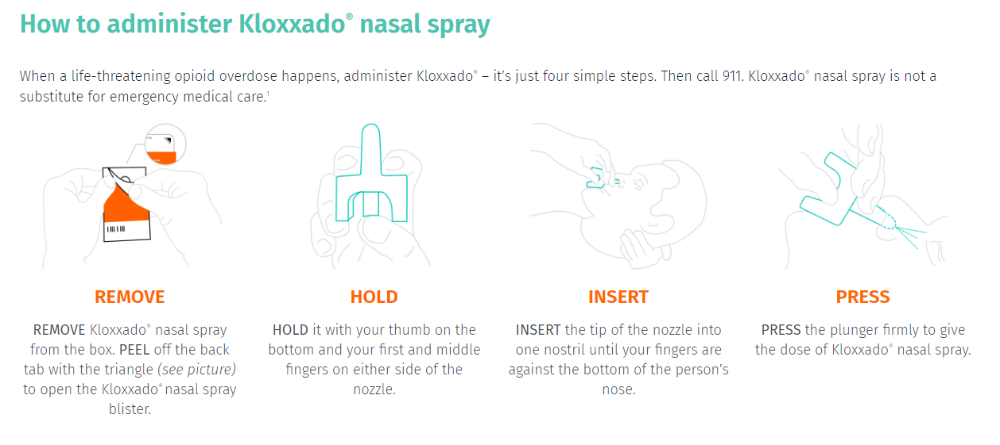 How to administer Kloxxado® nasal spray
When a life-threatening opioid overdose happens, administer Kloxxado® – it’s just four simple steps. Then call 911. Kloxxado® nasal spray is not a
substitute for emergency medical care.¹
REMOVE
REMOVE Kloxxado® nasal spray
from the box. PEEL off the back
tab with the triangle (see picture)
to open the Kloxxado® nasal spray
blister.
HOLD
HOLD it with your thumb on the
bottom and your first and middle
fingers on either side of the
nozzle.
INSERT
INSERT the tip of the nozzle into
one nostril until your fingers are
against the bottom of the person’s
nose.
PRESS
PRESS the plunger firmly to give
the dose of Kloxxado® nasal spray.